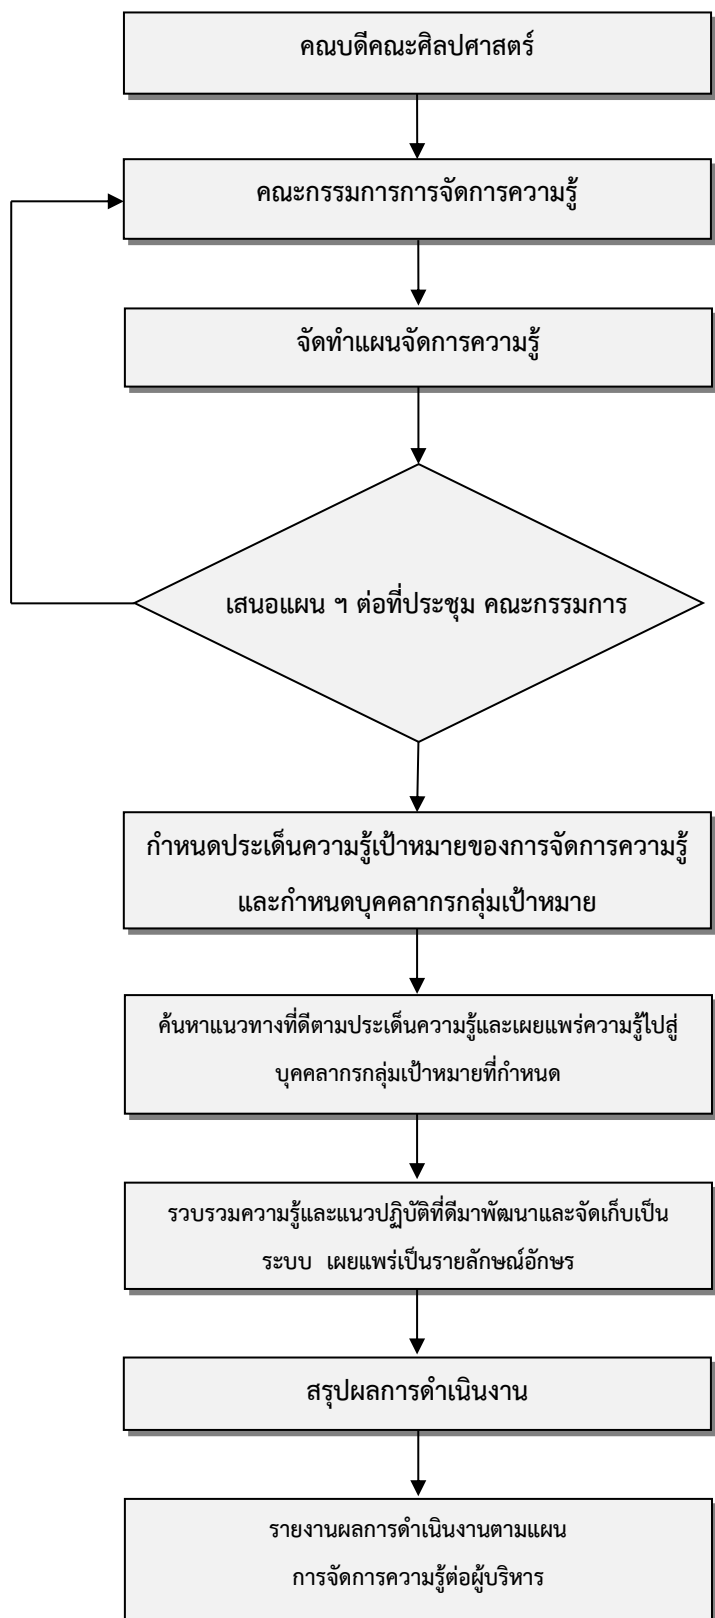 คณบดีคณะศิลปศาสตร์
คณะกรรมการการจัดการความรู้
จัดทำแผนจัดการความรู้
เสนอแผน ฯ ต่อที่ประชุม คณะกรรมการ
กำหนดประเด็นความรู้เป้าหมายของการจัดการความรู้
และกำหนดบุคคลากรกลุ่มเป้าหมาย
ค้นหาแนวทางที่ดีตามประเด็นความรู้และเผยแพร่ความรู้ไปสู่
บุคคลากรกลุ่มเป้าหมายที่กำหนด
รวบรวมความรู้และแนวปฏิบัติที่ดีมาพัฒนาและจัดเก็บเป็น
ระบบ เผยแพร่เป็นรายลักษณ์อักษร
สรุปผลการดำเนินงาน
รายงานผลการดำเนินงานตามแผน
การจัดการความรู้ต่อผู้บริหาร